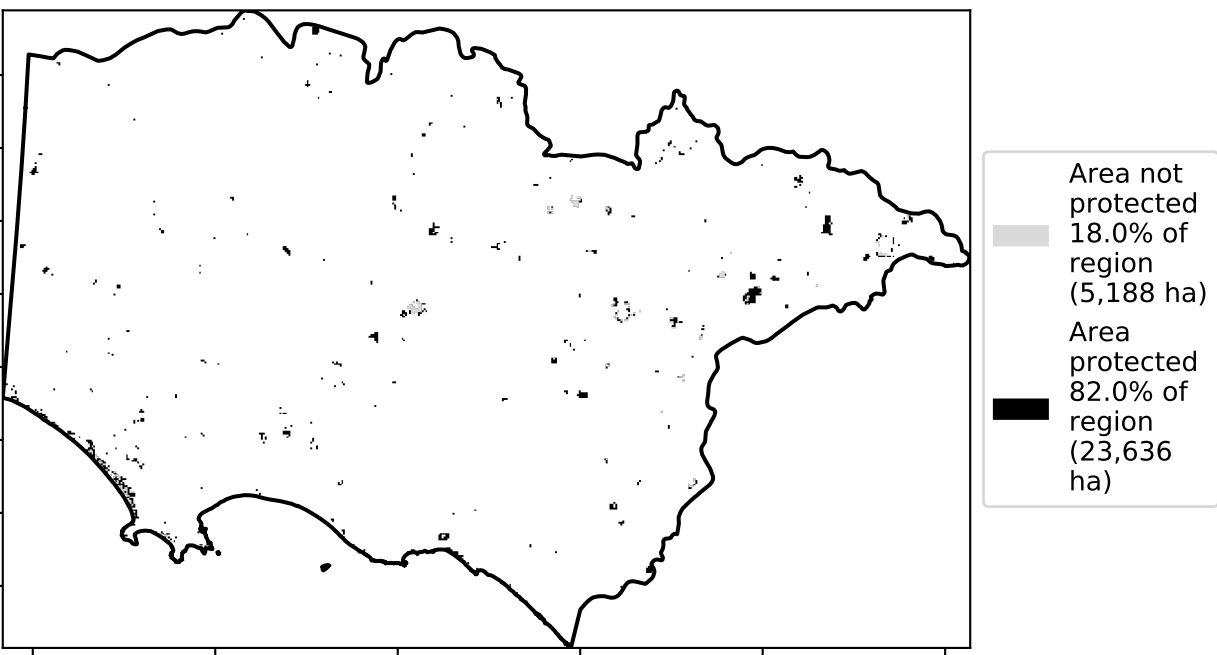 Area not
protected
18.0% of
region
(5,188 ha)
Area
protected
82.0% of
region
(23,636
ha)